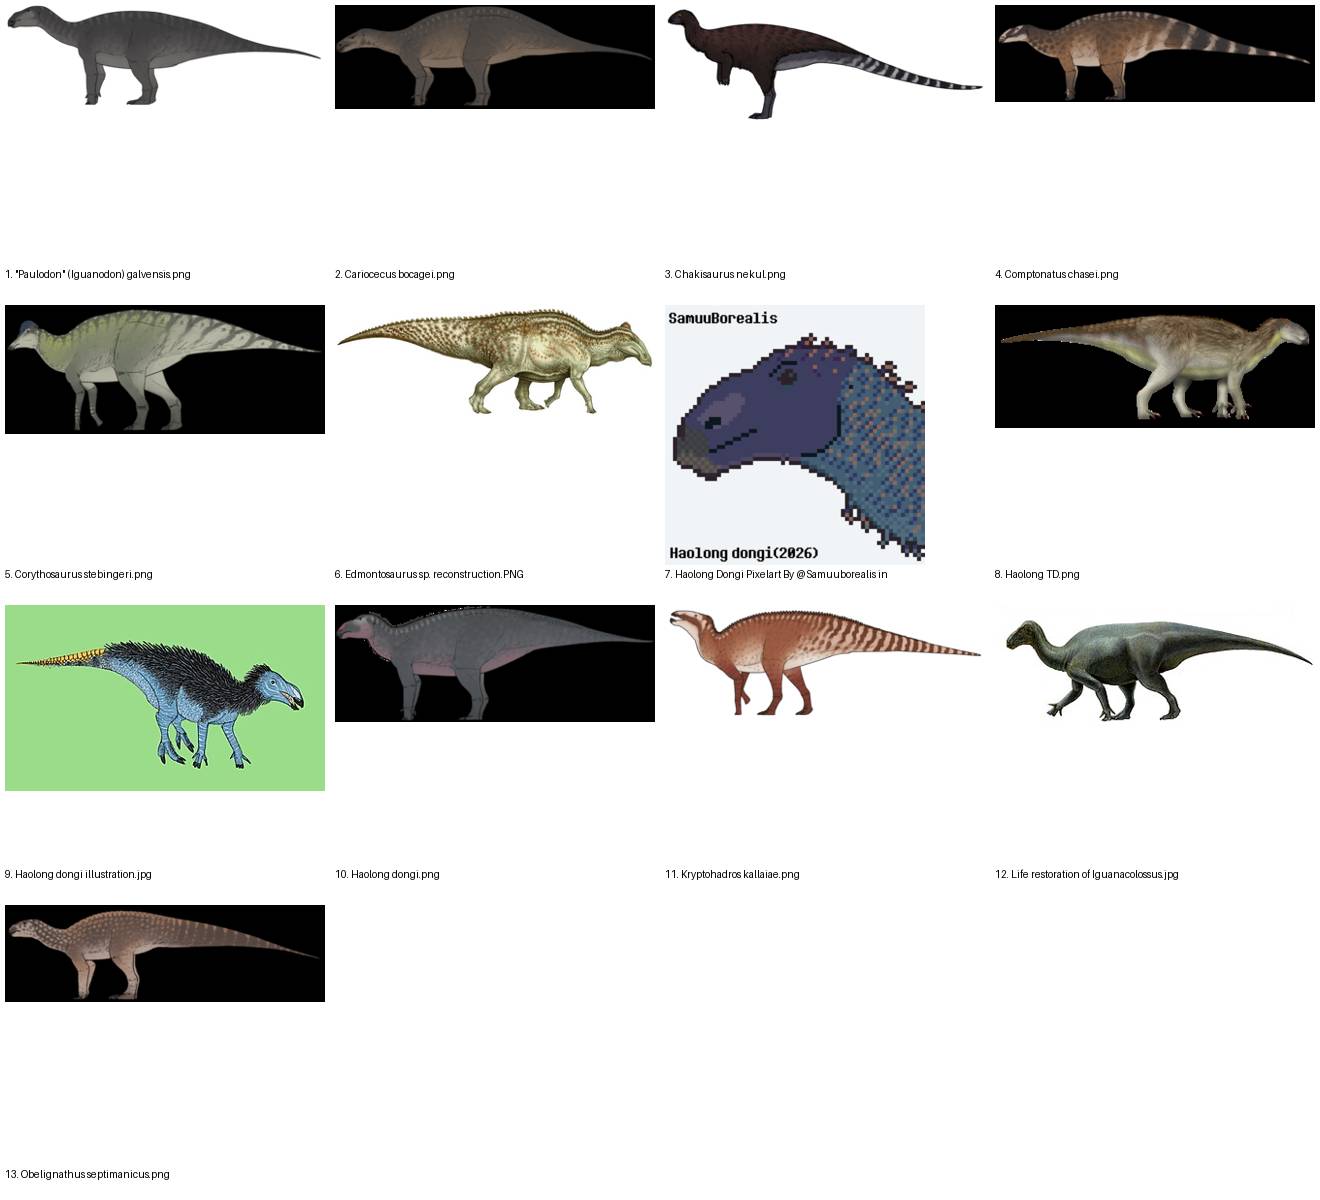 1. "Paulodon" (Iguanodon) galvensis.png
2. Cariocecus bocagei.png
3. Chakisaurus nekul.png
4. Comptonatus chasei.png
SamuuBorealis
Haolong dongi(2026)
5. Corythosaurus stebingeri.png
6. Edmontosaurus sp. reconstruction.PNG
7. Haolong Dongi Pixelart By @Samuuborealis in
8. Haolong TD.png
9. Haolong dongi illustration.jpg
10. Haolong dongi.png
11. Kryptohadros kallaiae.png
12. Life restoration of Iguanacolossus.jpg
13. Obelignathus septimanicus.png